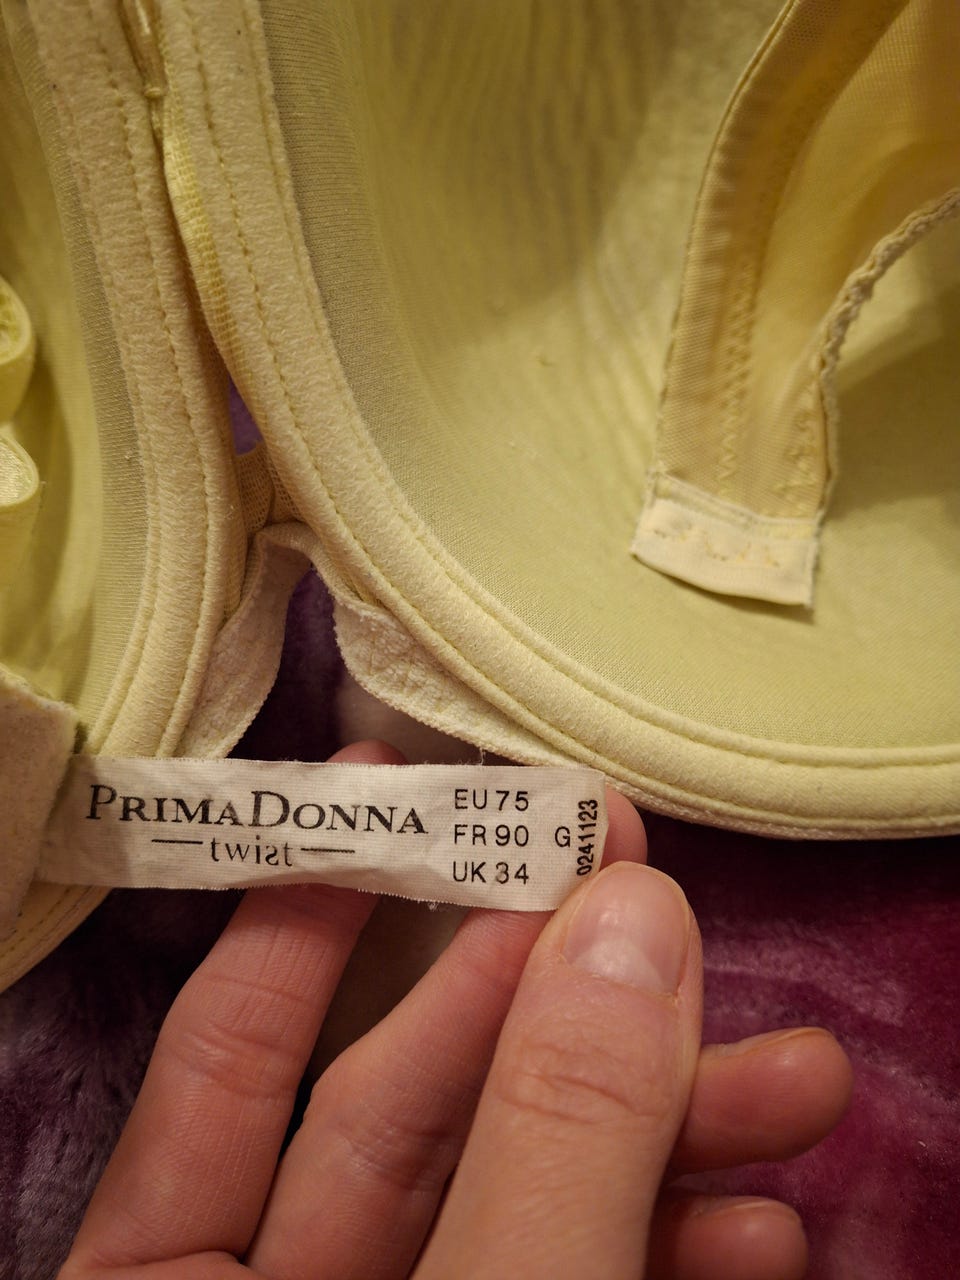 PRIMADONNA
twist
EU 75
FR 90 G
UK 34
0241123